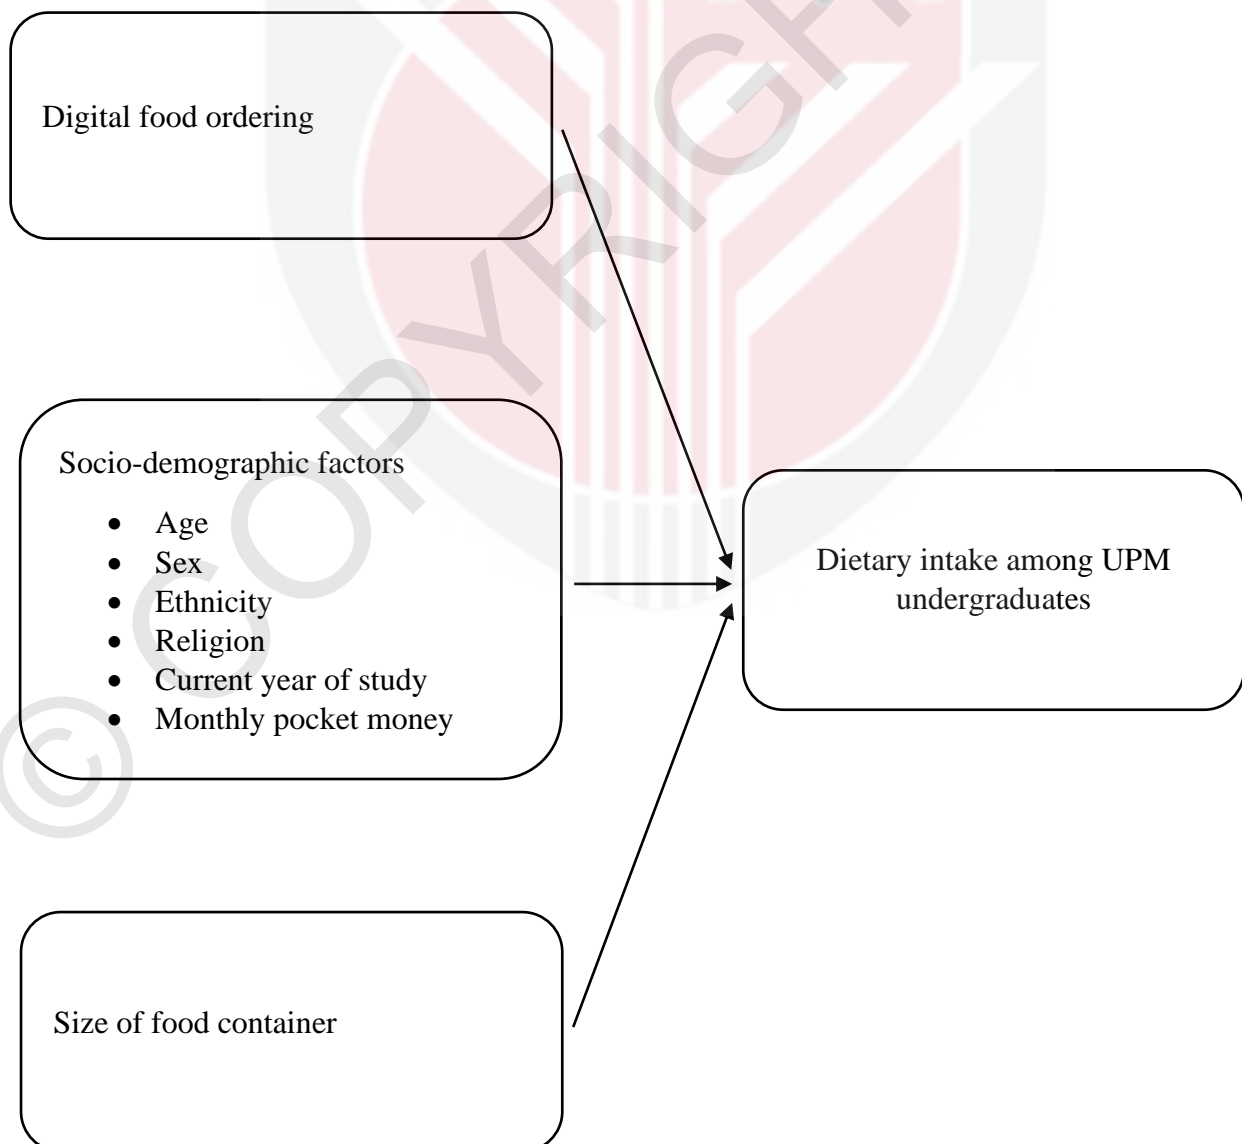 Digital food ordering
Socio-demographic factors
• Age
• Sex
• Ethnicity
• Religion
• Current year of study
• Monthly pocket money
Dietary intake among UPM
undergraduates
Size of food container
© COPYRIGH